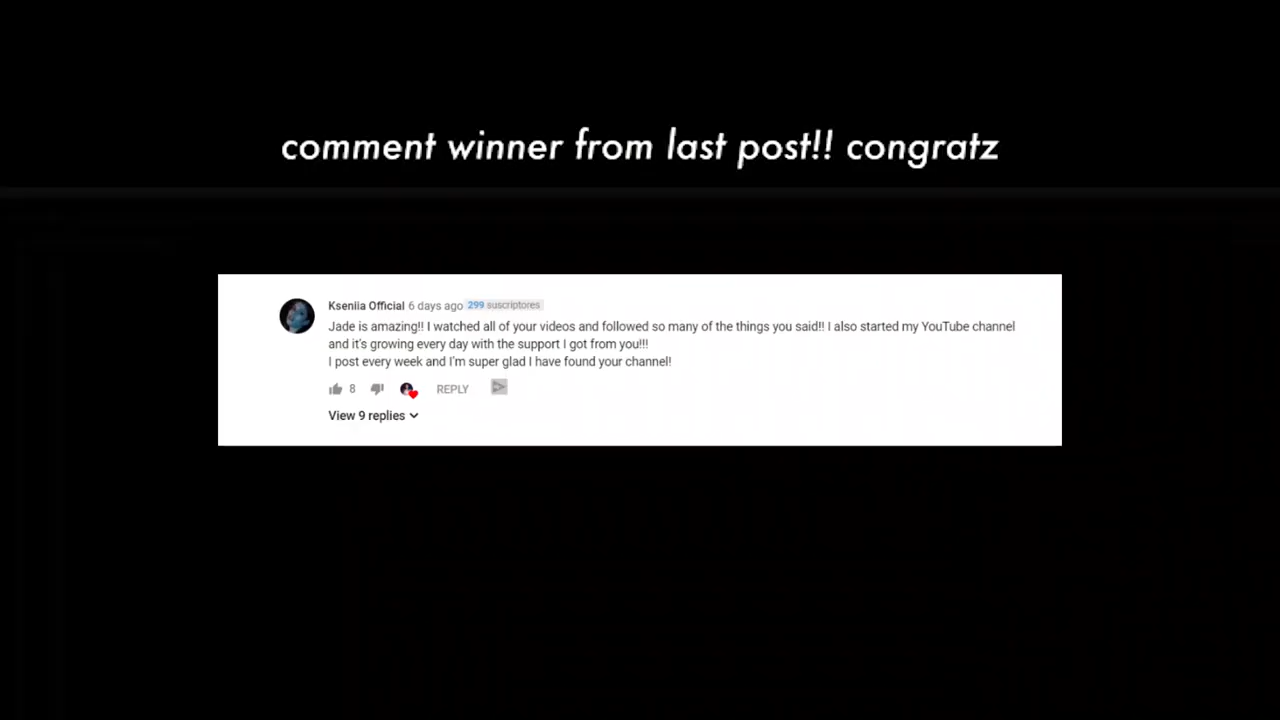 comment winner from last post!! congratz
Kseniia Official 6 days ago 299 suscriptores
Jade is amazing!! I watched all of your videos and followed so many of the things you said!! I also started my YouTube channel
and it's growing every day with the support I got from you!!!
I post every week and I'm super glad I have found your channel!
8 REPLY
View 9 replies